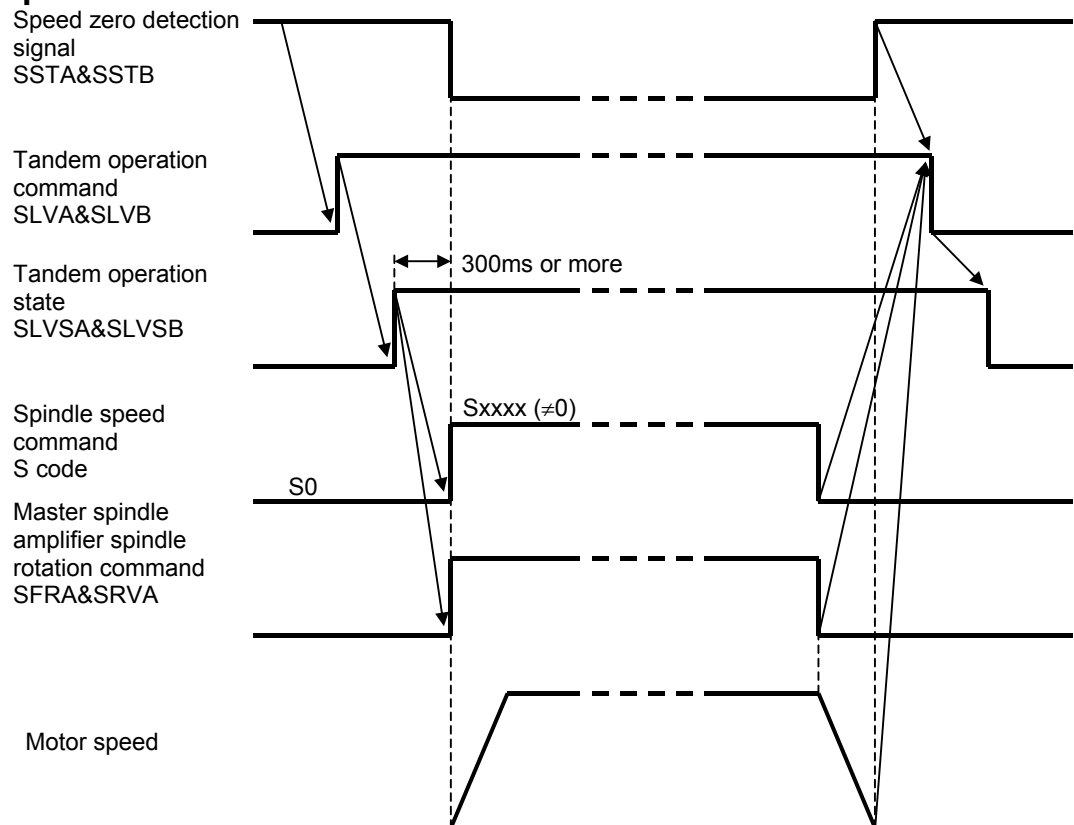 Speed zero detection
signal
SSTA&SSTB
Tandem operation
command
SLVA&SLVB
Tandem operation
state
SLVSA&SLVSB
300ms or more
Spindle speed
command
S code
Sxxxx (≠0)
S0
Master spindle
amplifier spindle
rotation command
SFRA&SRVA
Motor speed